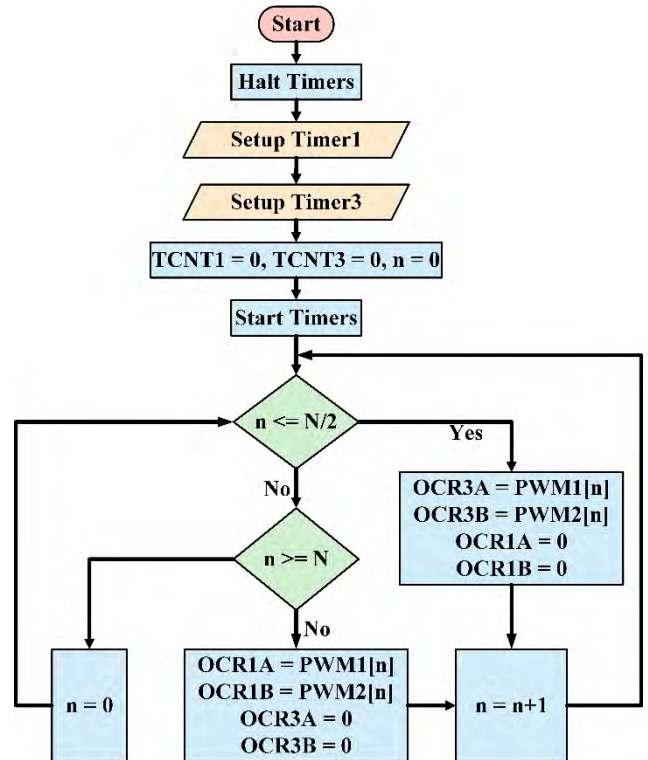 Start
Halt Timers
Setup Timer1
Setup Timer3
TCNT1 = 0, TCNT3 = 0, n = 0
Start Timers
n <= N/2
Yes
No
OCR3A = PWM1[n]
OCR3B = PWM2[n]
OCR1A = 0
OCR1B = 0
n >= N
No
n = 0
OCR1A = PWM1[n]
OCR1B = PWM2[n]
OCR3A = 0
OCR3B = 0
n = n+1